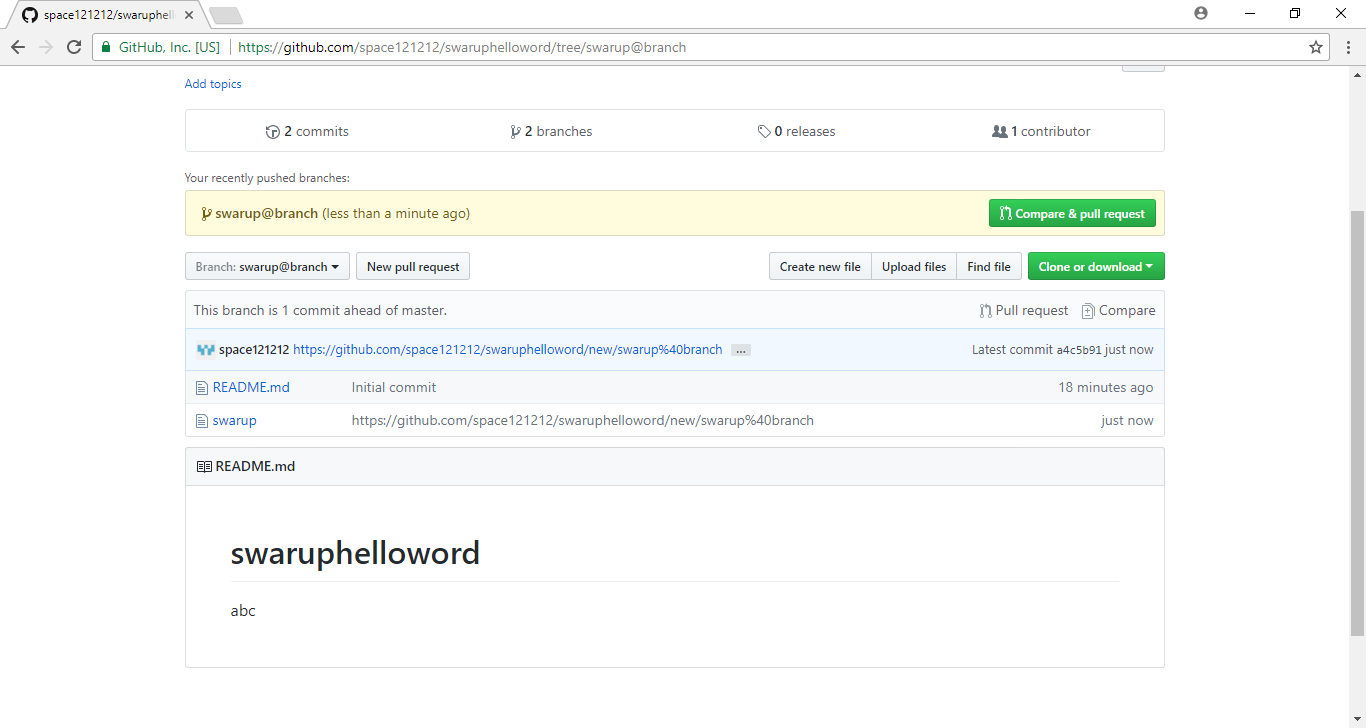 space121212/swaruphel
GitHub, Inc. [US] https://github.com/space121212/swaruphelloword/tree/swarup@branch
Add topics
2 commits 2 branches 0 releases 1 contributor
Your recently pushed branches:
swarup@branch (less than a minute ago) Compare & pull request
Branch: swarup@branch New pull request Create new file Upload files Find file Clone or download
This branch is 1 commit ahead of master. Pull request Compare
space121212 https://github.com/space121212/swaruphelloword/new/swarup%40branch … Latest commit a4c5b91 just now
README.md Initial commit 18 minutes ago
swarup https://github.com/space121212/swaruphelloword/new/swarup%40branch just now
README.md
swaruphelloword
abc